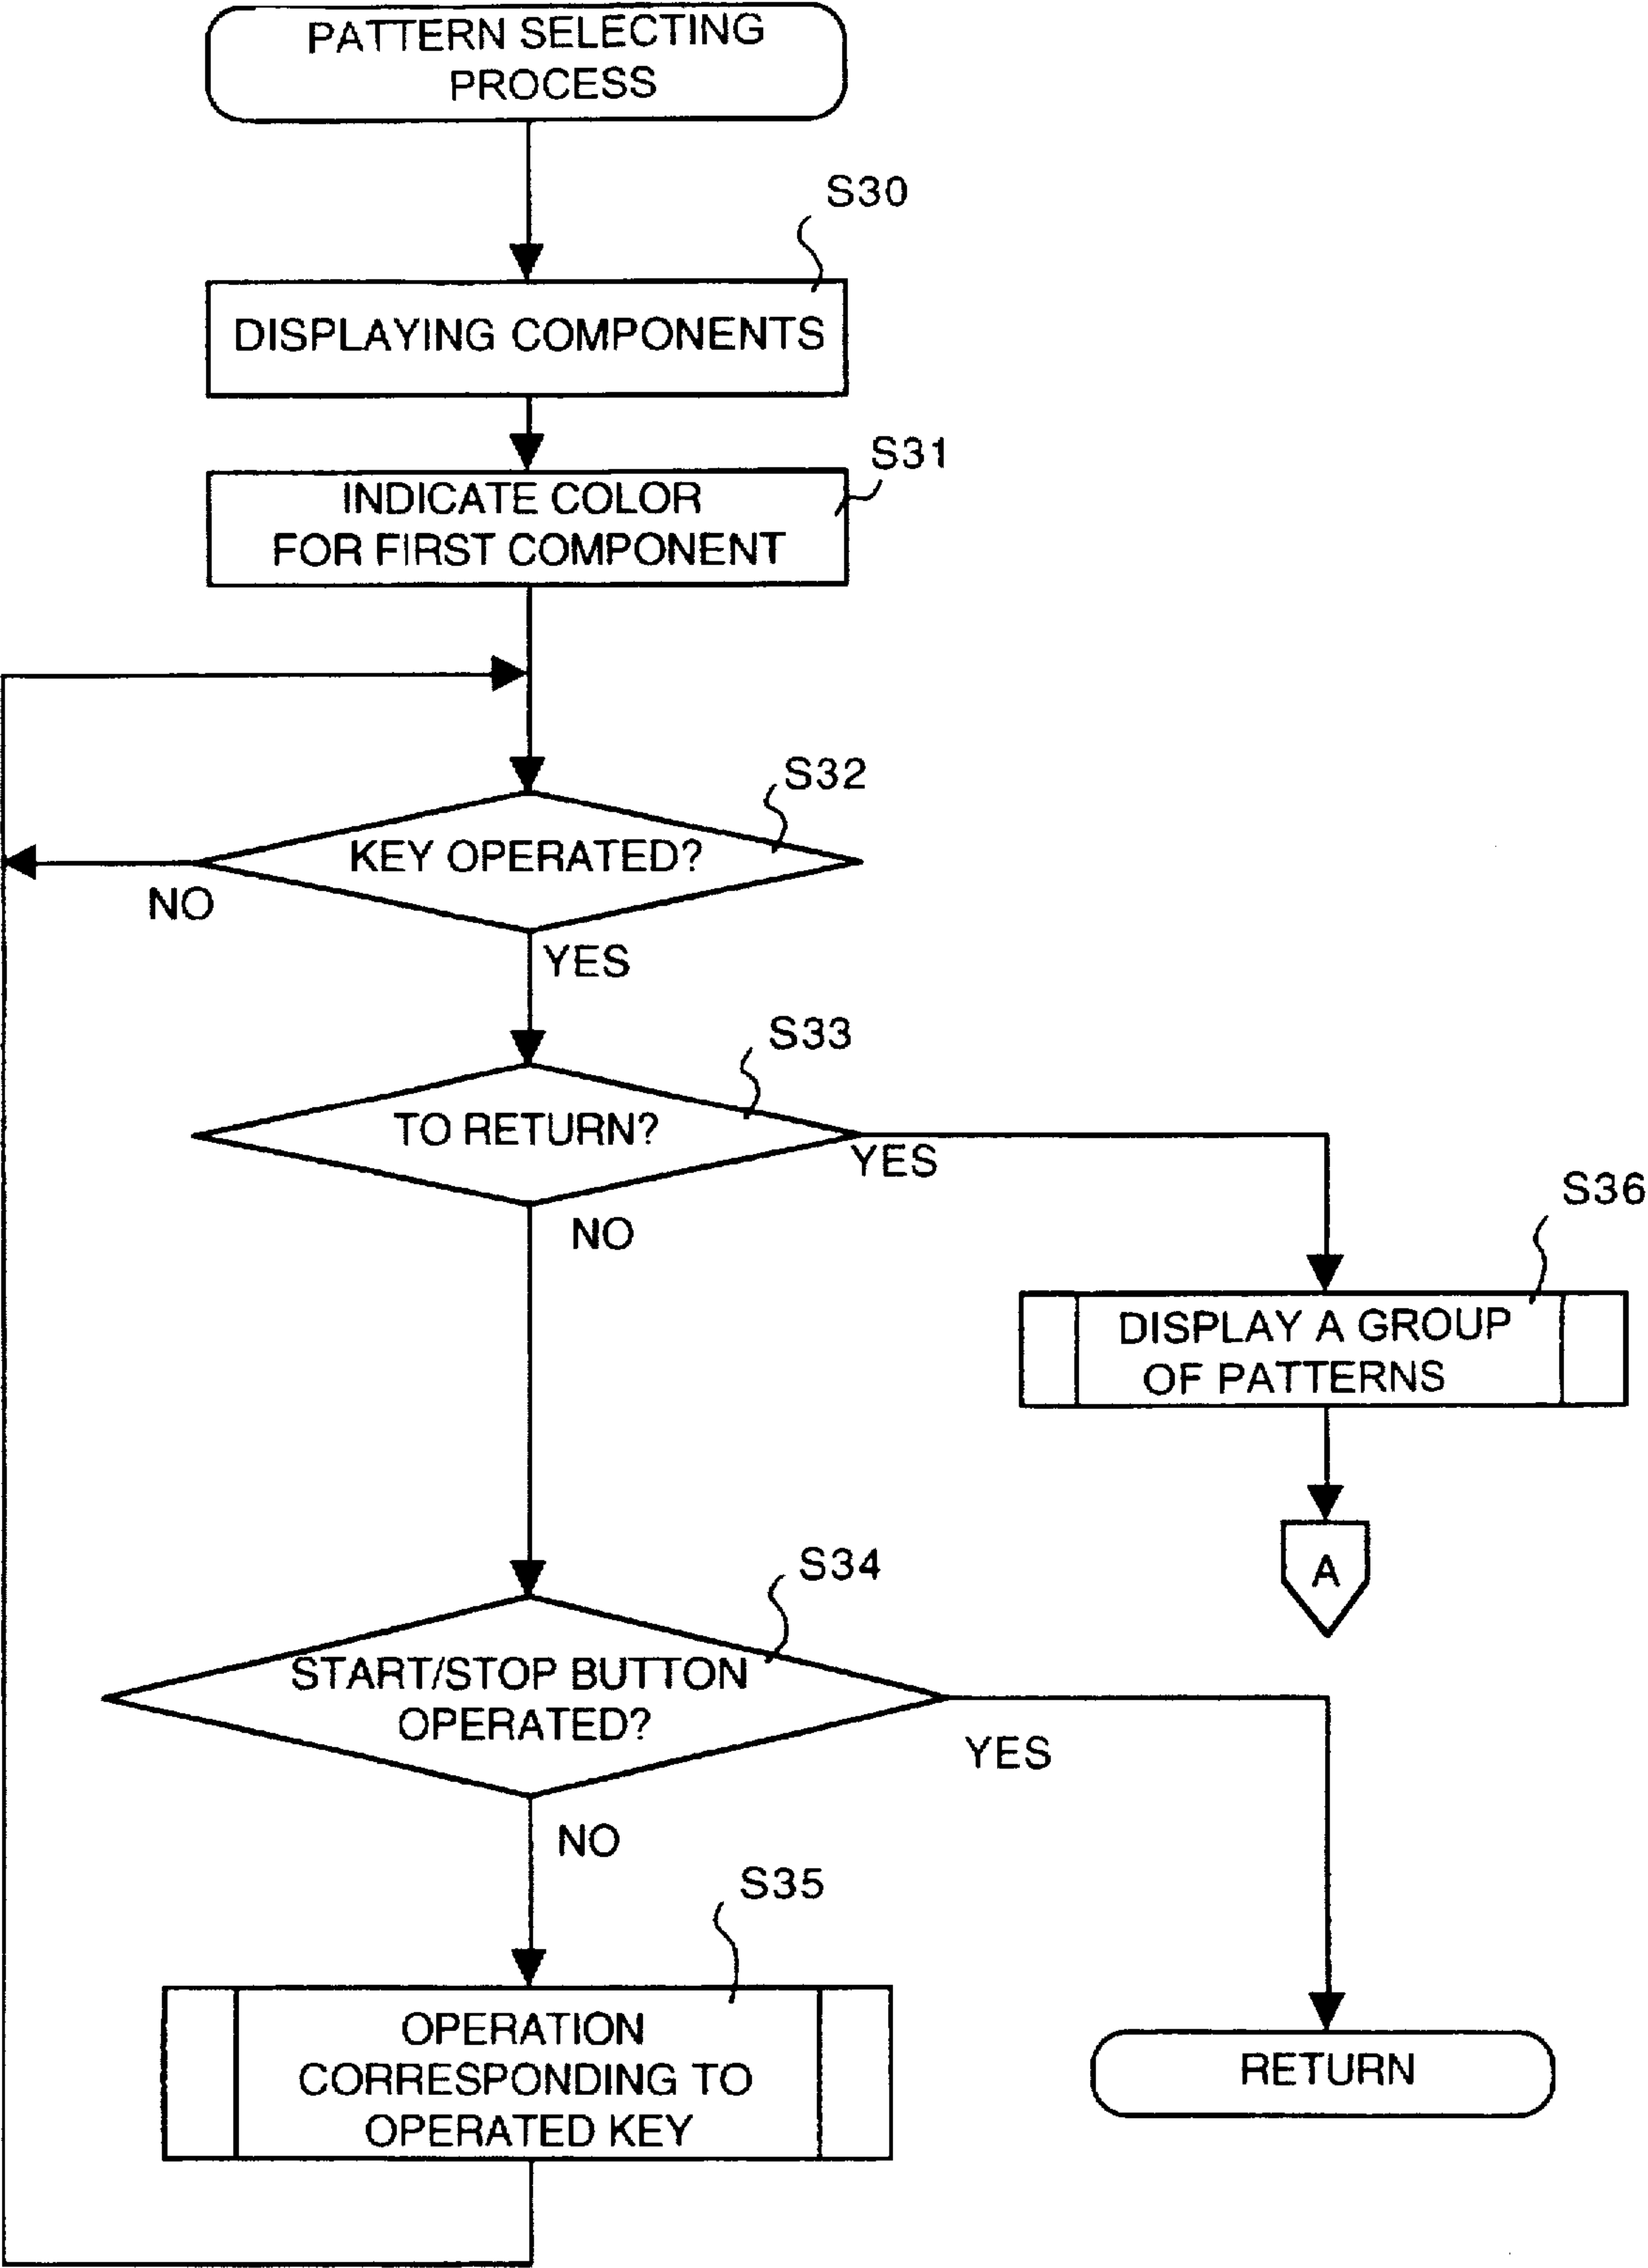 PATTERN SELECTING
PROCESS
S30
DISPLAYING COMPONENTS
S31
INDICATE COLOR
FOR FIRST COMPONENT
S32
KEY OPERATED?
NO
YES
S33
TO RETURN?
YES
NO
S36
DISPLAY A GROUP
OF PATTERNS
A
S34
START/STOP BUTTON
OPERATED?
YES
NO
S35
OPERATION
CORRESPONDING TO
OPERATED KEY
RETURN